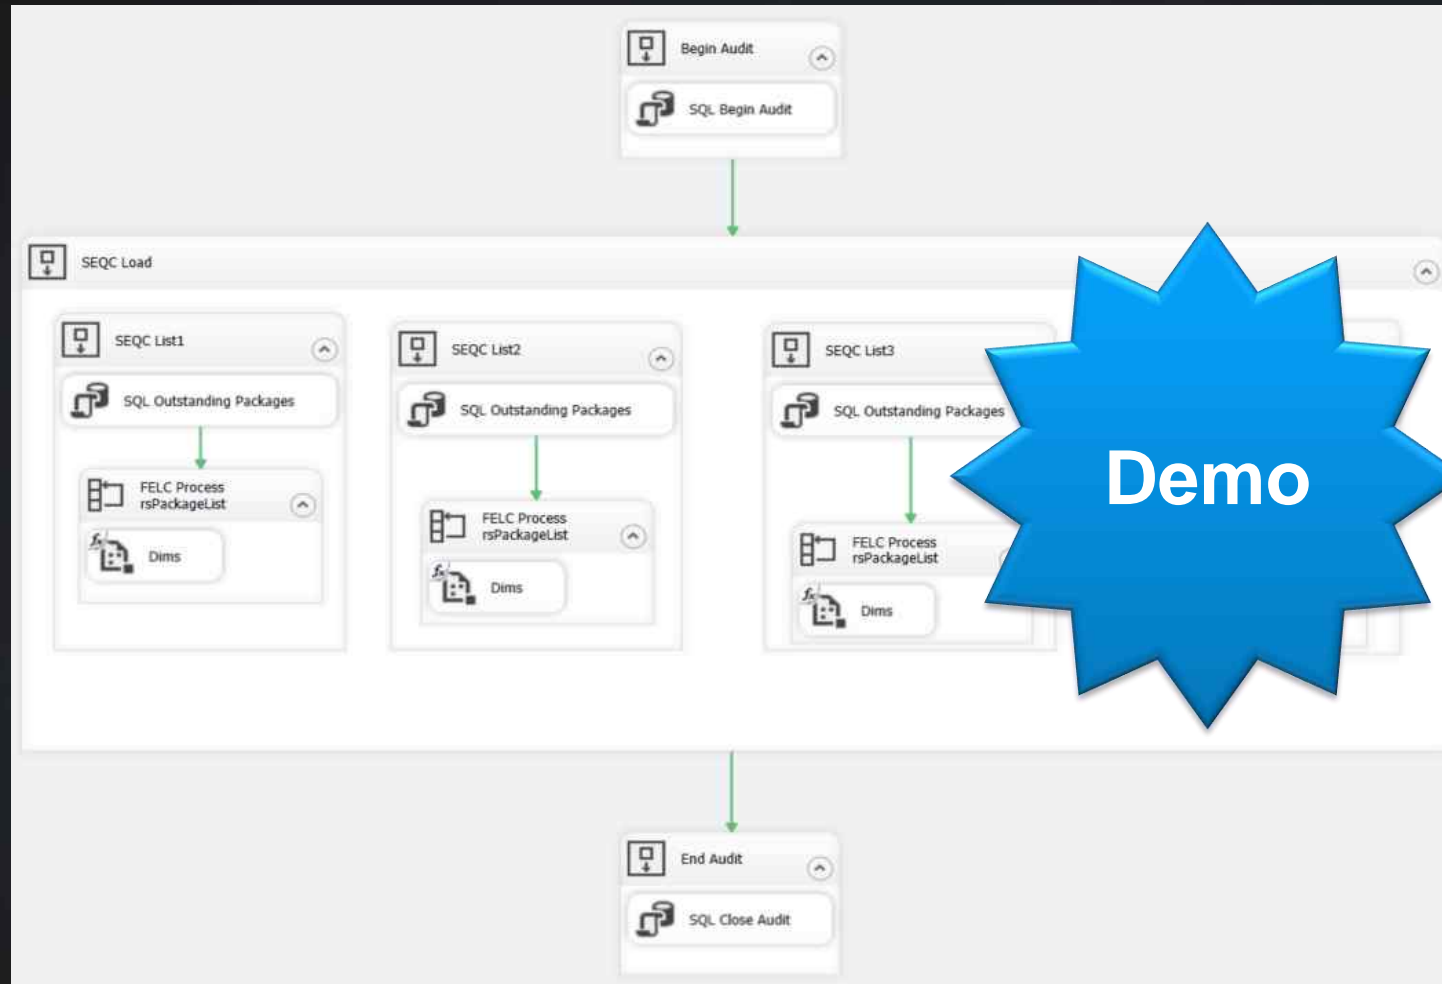 Begin Audit
SQL Begin Audit
SEQC Load
SEQC List1
SQL Outstanding Packages
FELC Process
rsPackageList
Dims
SEQC List2
SQL Outstanding Packages
FELC Process
rsPackageList
Dims
SEQC List3
SQL Outstanding Packages
FELC Process
rsPackageList
Dims
Demo
End Audit
SQL Close Audit